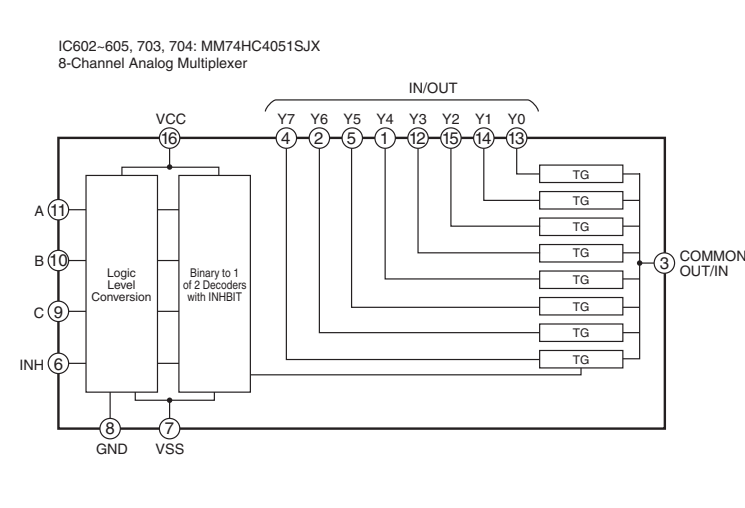 IC602~605, 703, 704: MM74HC4051SJX
8-Channel Analog Multiplexer
IN/OUT
VCC Y7 Y6 Y5 Y4 Y3 Y2 Y1 Y0
16 4 2 5 1 12 15 14 13
TG
A 11 TG
TG
B 10 TG
3 COMMON
OUT/IN
Logic
Level
Conversion
Binary to 1
of 2 Decoders
with INHBIT
TG
C 9 TG
TG
INH 6 TG
8 7
GND VSS